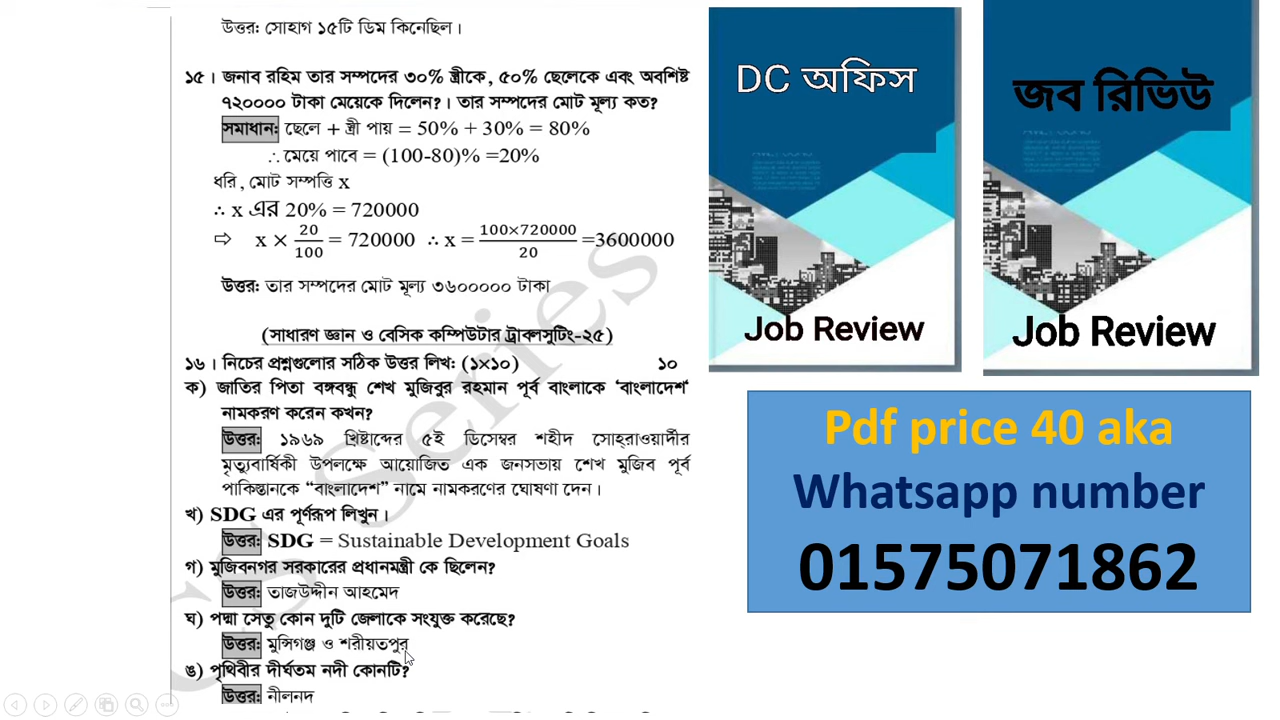 উত্তর: সোহাগ ১৫টি ডিম কিনেছিল।
১৫। জনাব রহিম তার সম্পদের ৩০% স্ত্রীকে, ৫০% ছেলেকে এবং অবশিষ্ট
৭২০০০০ টাকা মেয়েকে দিলেন?। তার সম্পদের মোট মূল্য কত?
সমাধান: ছেলে + স্ত্রী পায় = 50% + 30% = 80%
∴ মেয়ে পাবে = (100-80)% =20%
ধরি, মোট সম্পত্তি x
∴ x এর 20% = 720000
⇨ x × 20/100 = 720000 ∴ x = 100×720000/20 =3600000
উত্তর: তার সম্পদের মোট মূল্য ৩৬০০০০০ টাকা
(সাধারণ জ্ঞান ও বেসিক কম্পিউটার ট্রাবলসুটিং-২৫)
১৬। নিচের প্রশ্নগুলোর সঠিক উত্তর লিখ: (১×১০) ১০
ক) জাতির পিতা বঙ্গবন্ধু শেখ মুজিবুর রহমান পূর্ব বাংলাকে 'বাংলাদেশ'
নামকরণ করেন কখন?
উত্তর: ১৯৬৯ খ্রিষ্টাব্দের ৫ই ডিসেম্বর শহীদ সোহ্‌রাওয়ার্দীর
মৃত্যুবার্ষিকী উপলক্ষে আয়োজিত এক জনসভায় শেখ মুজিব পূর্ব
পাকিস্তানকে “বাংলাদেশ” নামে নামকরণের ঘোষণা দেন।
খ) SDG এর পূর্ণরূপ লিখুন।
উত্তর: SDG = Sustainable Development Goals
গ) মুজিবনগর সরকারের প্রধানমন্ত্রী কে ছিলেন?
উত্তর: তাজউদ্দীন আহমেদ
ঘ) পদ্মা সেতু কোন দুটি জেলাকে সংযুক্ত করেছে?
উত্তর: মুন্সিগঞ্জ ও শরীয়তপুর
ঙ) পৃথিবীর দীর্ঘতম নদী কোনটি?
উত্তর: নীলনদ
Series
DC অফিস
Job Review
জব রিভিউ
Job Review
Pdf price 40 aka
Whatsapp number
01575071862